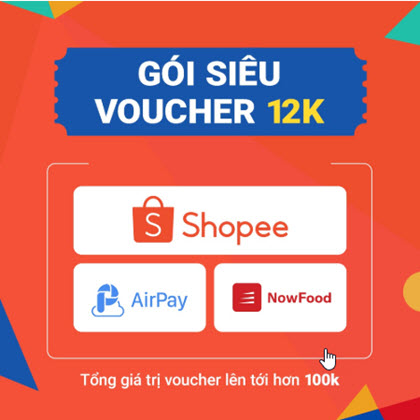 GÓI SIÊU
VOUCHER 12K
S Shopee
AirPay
NowFood
Tổng giá trị voucher lên tới hơn 100k